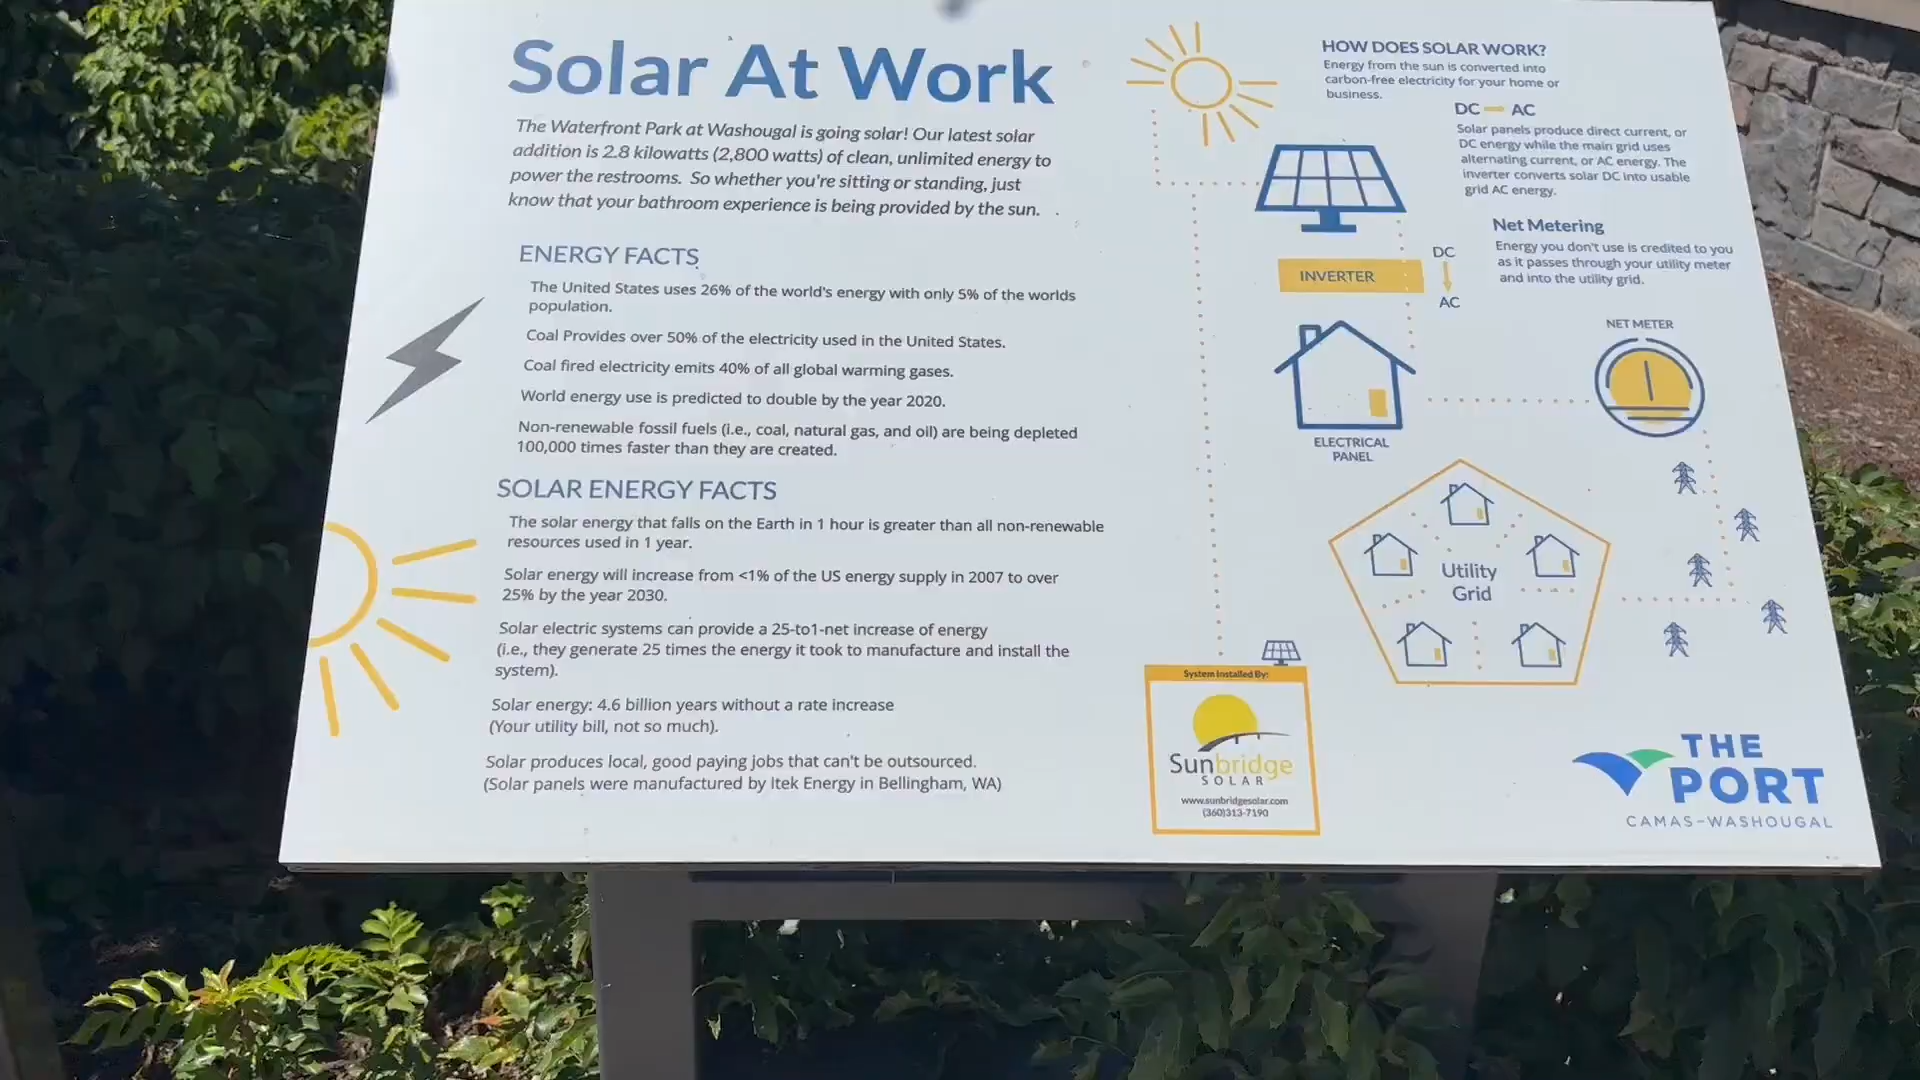 Solar At Work
The Waterfront Park at Washougal is going solar! Our latest solar
addition is 2.8 kilowatts (2,800 watts) of clean, unlimited energy to
power the restrooms. So whether you're sitting or standing, just
know that your bathroom experience is being provided by the sun.
ENERGY FACTS
The United States uses 26% of the world's energy with only 5% of the worlds
population.
Coal Provides over 50% of the electricity used in the United States.
Coal fired electricity emits 40% of all global warming gases.
World energy use is predicted to double by the year 2020.
Non-renewable fossil fuels (i.e., coal, natural gas, and oil) are being depleted
100,000 times faster than they are created.
SOLAR ENERGY FACTS
The solar energy that falls on the Earth in 1 hour is greater than all non-renewable
resources used in 1 year.
Solar energy will increase from <1% of the US energy supply in 2007 to over
25% by the year 2030.
Solar electric systems can provide a 25-to1-net increase of energy
(i.e., they generate 25 times the energy it took to manufacture and install the
system).
Solar energy: 4.6 billion years without a rate increase
(Your utility bill, not so much).
Solar produces local, good paying jobs that can't be outsourced.
(Solar panels were manufactured by Itek Energy in Bellingham, WA)
HOW DOES SOLAR WORK?
Energy from the sun is converted into
carbon-free electricity for your home or
business.
DC AC
Solar panels produce direct current, or
DC energy while the main grid uses
alternating current, or AC energy. The
inverter converts solar DC into usable
grid AC energy.
Net Metering
Energy you don't use is credited to you
as it passes through your utility meter
and into the utility grid.
DC
INVERTER
AC
NET METER
ELECTRICAL
PANEL
Utility
Grid
System Installed By:
Sunbridge
SOLAR
www.sunbridgesolar.com
(360)313-7190
THE
PORT
CAMAS-WASHOUGAL